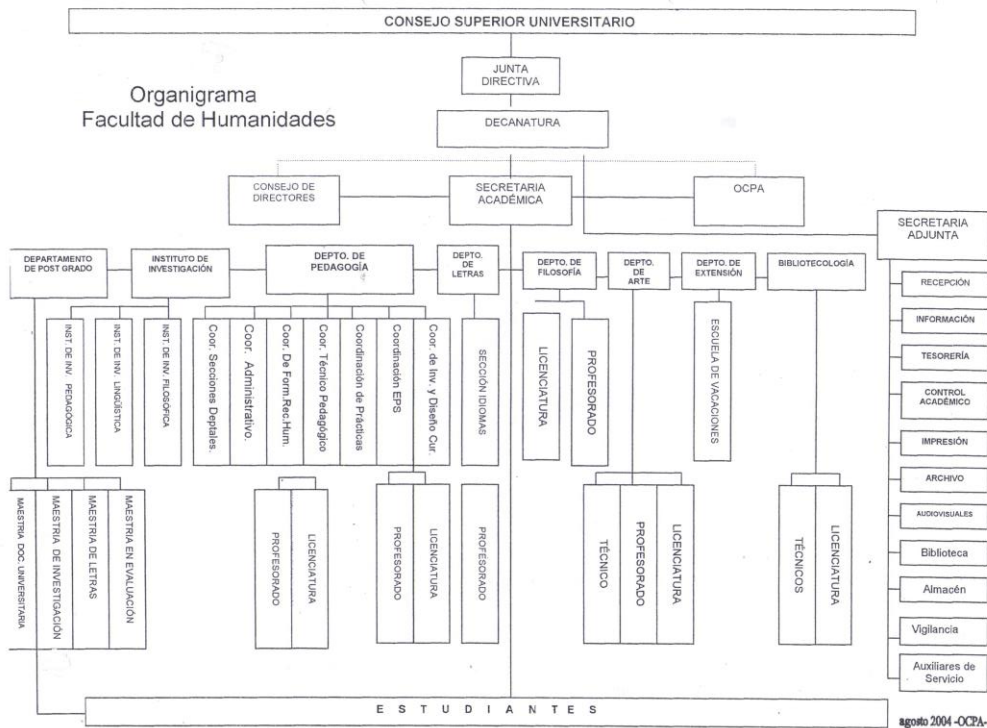 CONSEJO SUPERIOR UNIVERSITARIO
JUNTA
DIRECTIVA
Organigrama
Facultad de Humanidades
DECANATURA
CONSEJO DE
DIRECTORES
SECRETARIA
ACADÉMICA
OCPA
SECRETARIA
ADJUNTA
DEPARTAMENTO
DE POST GRADO
INSTITUTO DE
INVESTIGACIÓN
DEPTO. DE
PEDAGOGÍA
DEPTO.
DE
LETRAS
DEPTO. DE
FILOSOFÍA
DEPTO.
DE
ARTE
DEPTO. DE
EXTENSIÓN
BIBLIOTECOLOGÍA
RECEPCIÓN
INFORMACIÓN
TESORERÍA
CONTROL
ACADÉMICO
IMPRESIÓN
ARCHIVO
AUDIOVISUALES
Biblioteca
Almacén
Vigilancia
Auxiliares de
Servicio
INST. DE INV. PEDAGÓGICA
INST. DE INV. LINGÜÍSTICA
INST. DE INV. FILOSÓFICA
Coor. Secciones Deptales.
Coor. Administrativo.
Coor. De Form.Rec.Hum.
Coor. Técnico Pedagógico
Coordinación de Prácticas
Coordinación EPS
Coor. de Inv. y Diseño Cur.
SECCIÓN IDIOMAS
LICENCIATURA
PROFESORADO
ESCUELA DE VACACIONES
MAESTRIA DOC. UNIVERSITARIA
MAESTRIA DE INVESTIGACIÓN
MAESTRIA DE LETRAS
MAESTRIA EN EVALUACIÓN
PROFESORADO
LICENCIATURA
PROFESORADO
LICENCIATURA
PROFESORADO
TÉCNICO
PROFESORADO
LICENCIATURA
TÉCNICOS
LICENCIATURA
E S T U D I A N T E S
agosto 2004 -OCPA-